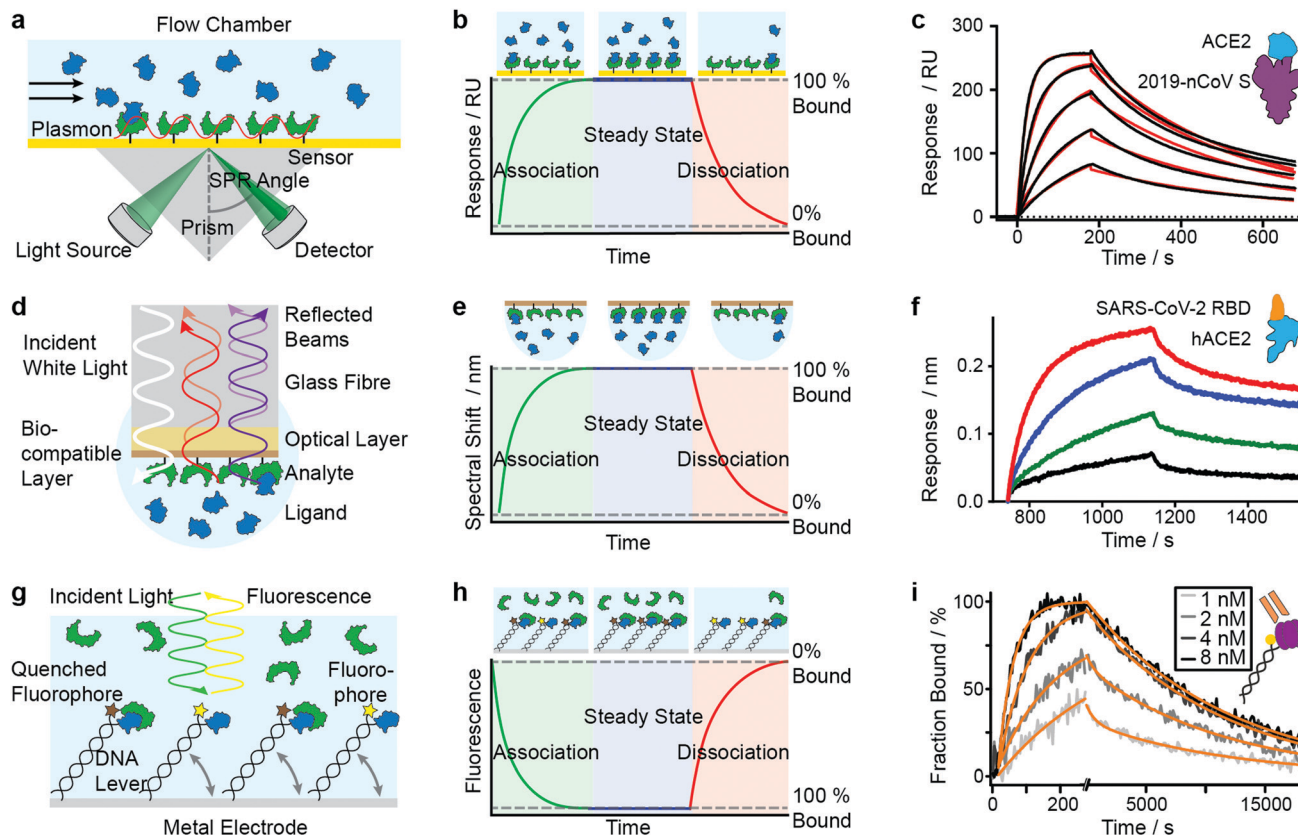 a
Flow Chamber
Plasmon
Sensor
SPR Angle
Prism
Light Source
Detector
b
Response / RU
100 %
Bound
Steady State
Association
Dissociation
0%
Bound
Time
c
300
200
100
0
Response / RU
ACE2
2019-nCoV S
0
200
400
600
Time / s
d
Incident
White Light
Bio-
compatible
Layer
Reflected
Beams
Glass Fibre
Optical Layer
Analyte
Ligand
e
Spectral Shift / nm
100 %
Bound
Steady State
Association
Dissociation
0%
Bound
Time
f
SARS-CoV-2 RBD
hACE2
Response / nm
0.2
0.1
0.0
800
1000
1200
1400
Time / s
g
Incident Light
Fluorescence
Quenched
Fluorophore
Fluoro-
phore
DNA
Lever
Metal Electrode
h
Fluorescence
0%
Bound
Steady State
Association
Dissociation
100 %
Bound
Time
i
Fraction Bound / %
100
50
0
1 nM
2 nM
4 nM
8 nM
0
200
5000
15000
Time / s